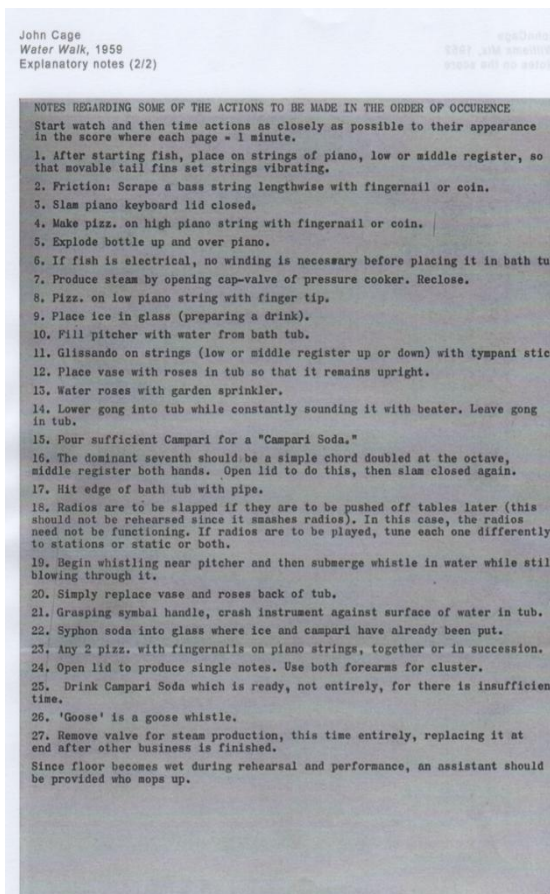 John Cage
Water Walk, 1959
Explanatory notes (2/2)
NOTES REGARDING SOME OF THE ACTIONS TO BE MADE IN THE ORDER OF OCCURENCE
Start watch and then time actions as closely as possible to their appearance
in the score where each page = 1 minute.
1. After starting fish, place on strings of piano, low or middle register, so
that movable tail fins set strings vibrating.
2. Friction: Scrape a bass string lengthwise with fingernail or coin.
3. Slam piano keyboard lid closed.
4. Make pizz. on high piano string with fingernail or coin.
5. Explode bottle up and over piano.
6. If fish is electrical, no winding is necessary before placing it in bath tu
7. Produce steam by opening cap-valve of pressure cooker. Reclose.
8. Pizz. on low piano string with finger tip.
9. Place ice in glass (preparing a drink).
10. Fill pitcher with water from bath tub.
11. Glissando on strings (low or middle register up or down) with tympani stic
12. Place vase with roses in tub so that it remains upright.
13. Water roses with garden sprinkler.
14. Lower gong into tub while constantly sounding it with beater. Leave gong
in tub.
15. Pour sufficient Campari for a "Campari Soda."
16. The dominant seventh should be a simple chord doubled at the octave,
middle register both hands. Open lid to do this, then slam closed again.
17. Hit edge of bath tub with pipe.
18. Radios are to be slapped if they are to be pushed off tables later (this
should not be rehearsed since it smashes radios). In this case, the radios
need not be functioning. If radios are to be played, tune each one differently
to stations or static or both.
19. Begin whistling near pitcher and then submerge whistle in water while stil
blowing through it.
20. Simply replace vase and roses back of tub.
21. Grasping symbal handle, crash instrument against surface of water in tub.
22. Syphon soda into glass where ice and campari have already been put.
23. Any 2 pizz. with fingernails on piano strings, together or in succession.
24. Open lid to produce single notes. Use both forearms for cluster.
25. Drink Campari Soda which is ready, not entirely, for there is insufficien
time.
26. 'Goose' is a goose whistle.
27. Remove valve for steam production, this time entirely, replacing it at
end after other business is finished.
Since floor becomes wet during rehearsal and performance, an assistant should
be provided who mops up.